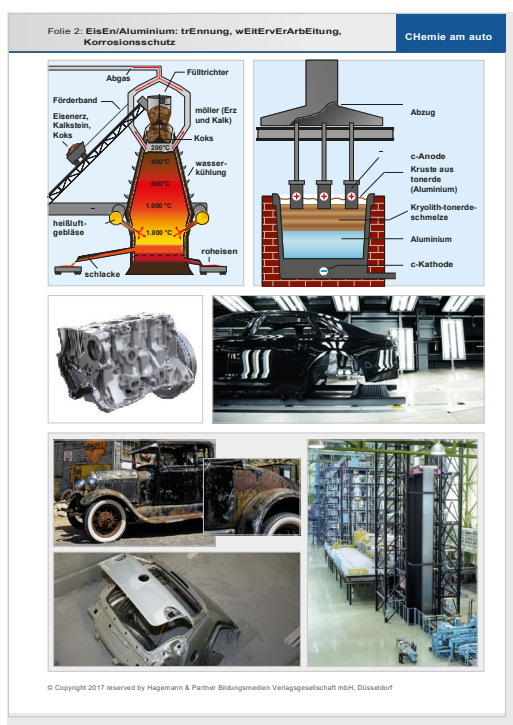 Folie 2: EisEn/Aluminium: trEnnung, wEitErvErArbEitung,
Korrosionsschutz
CHemie am auto
Abgas
Fülltrichter
Förderband
möller (Erz
und Kalk)
Eisenerz,
Kalkstein,
Koks
Koks
200°C
400°C
wasser-
kühlung
800°C
1.000 °C
heißluft-
gebläse
1.800 °C
roheisen
schlacke
Abzug
–
c-Anode
Kruste aus
tonerde
(Aluminium)
+ + +
Kryolith-tonerde-
schmelze
Aluminium
c-Kathode
–
© Copyright 2017 reserved by Hagemann & Partner Bildungsmedien Verlagsgesellschaft mbH, Düsseldorf